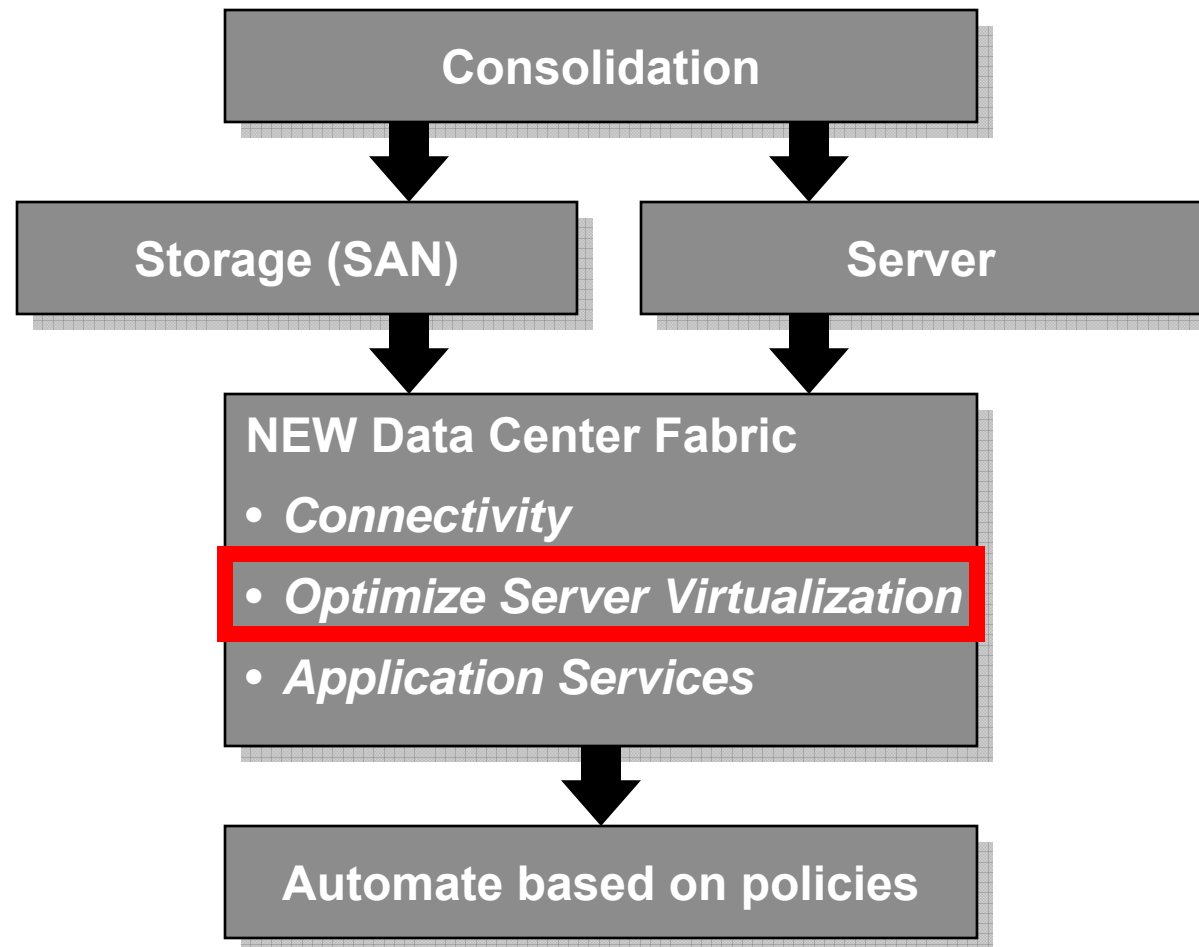 Consolidation
Storage (SAN)
Server
NEW Data Center Fabric
• Connectivity
• Optimize Server Virtualization
• Application Services
Automate based on policies